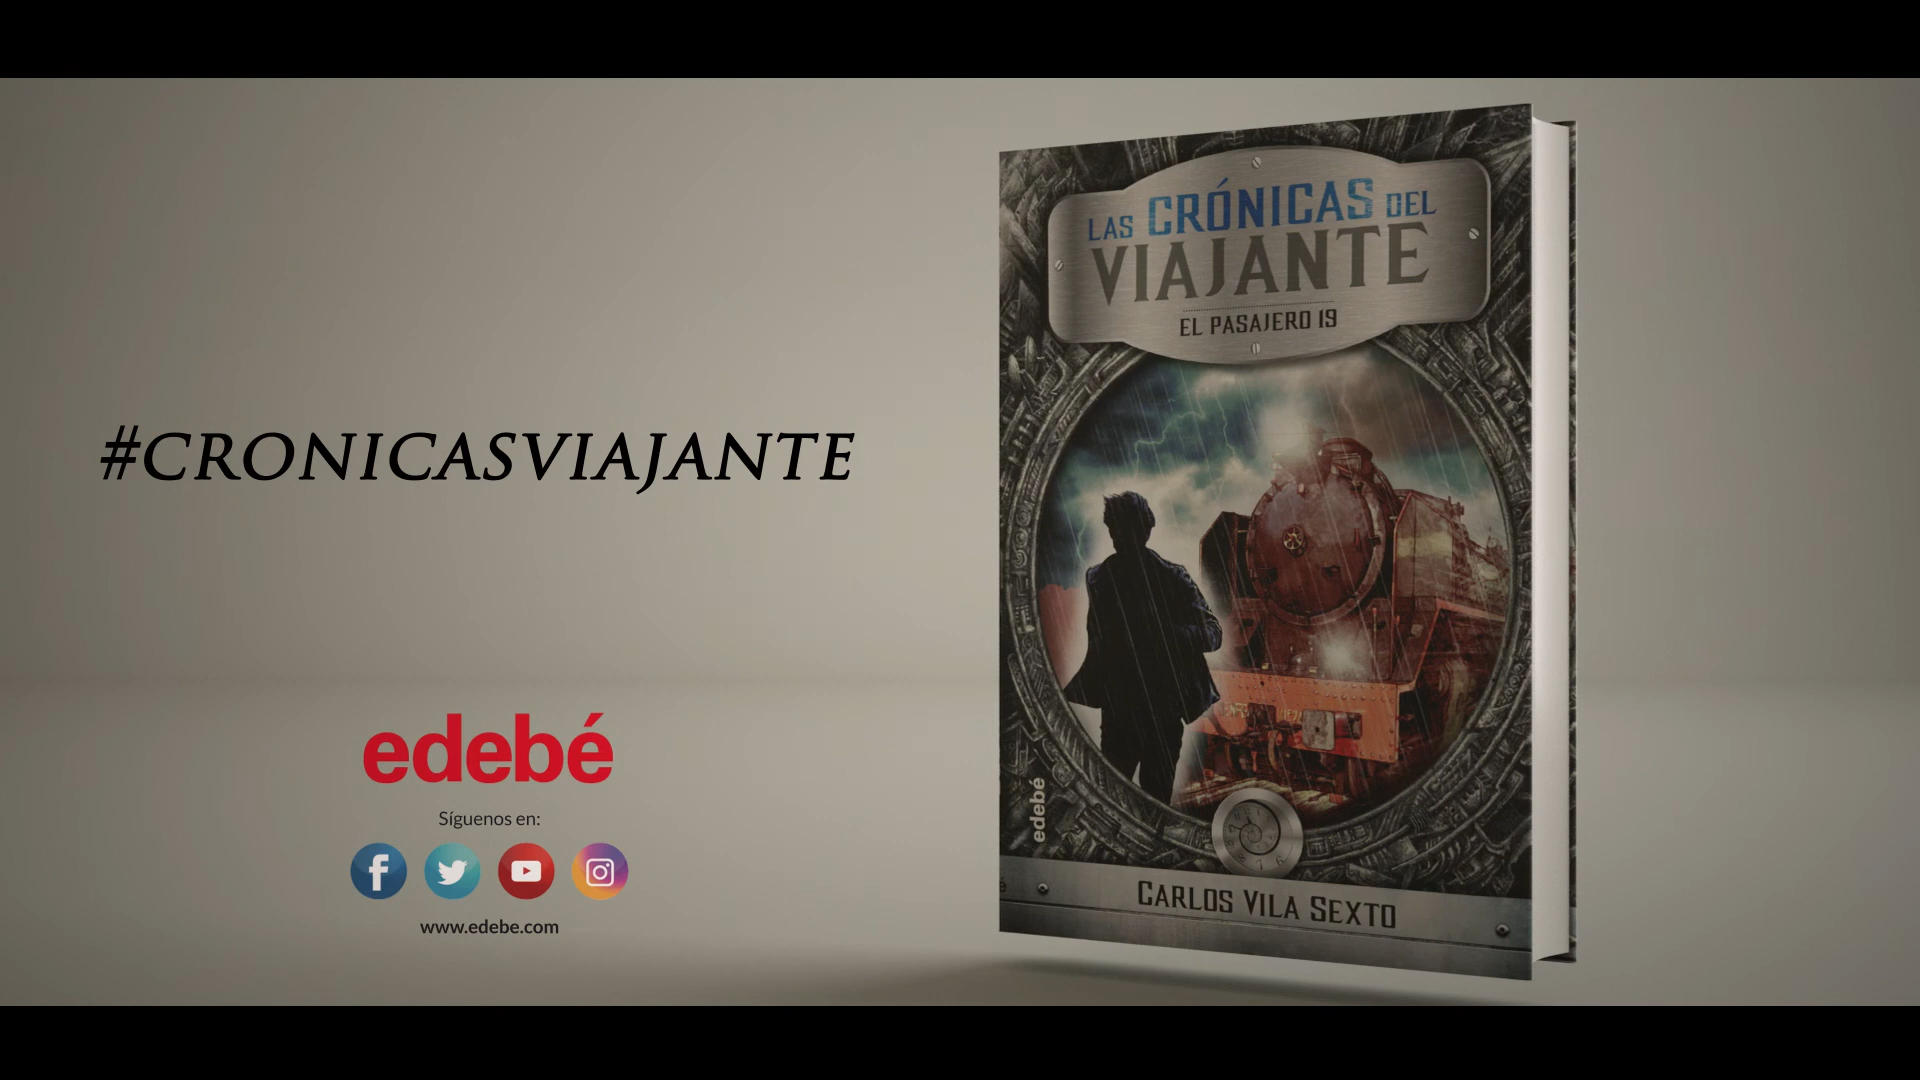 #CRONICASVIAJANTE
edebé
Síguenos en:
www.edebe.com
LAS CRÓNICAS DEL
VIAJANTE
EL PASAJERO 19
edebé
CARLOS VILA SEXTO